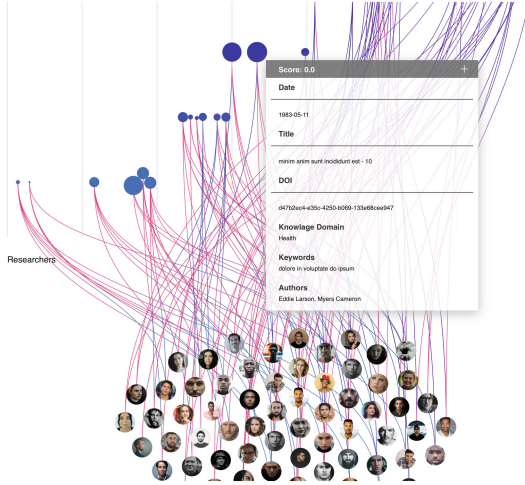 Score: 0.0 +
Date
1983-05-11
Title
minim anim sunt incididunt est - 10
DOI
d47b2ec4-e35c-4250-b069-133e68cee947
Knowlage Domain
Health
Researchers
Keywords
dolore in voluptate do ipsum
Authors
Eddie Larson, Myers Cameron